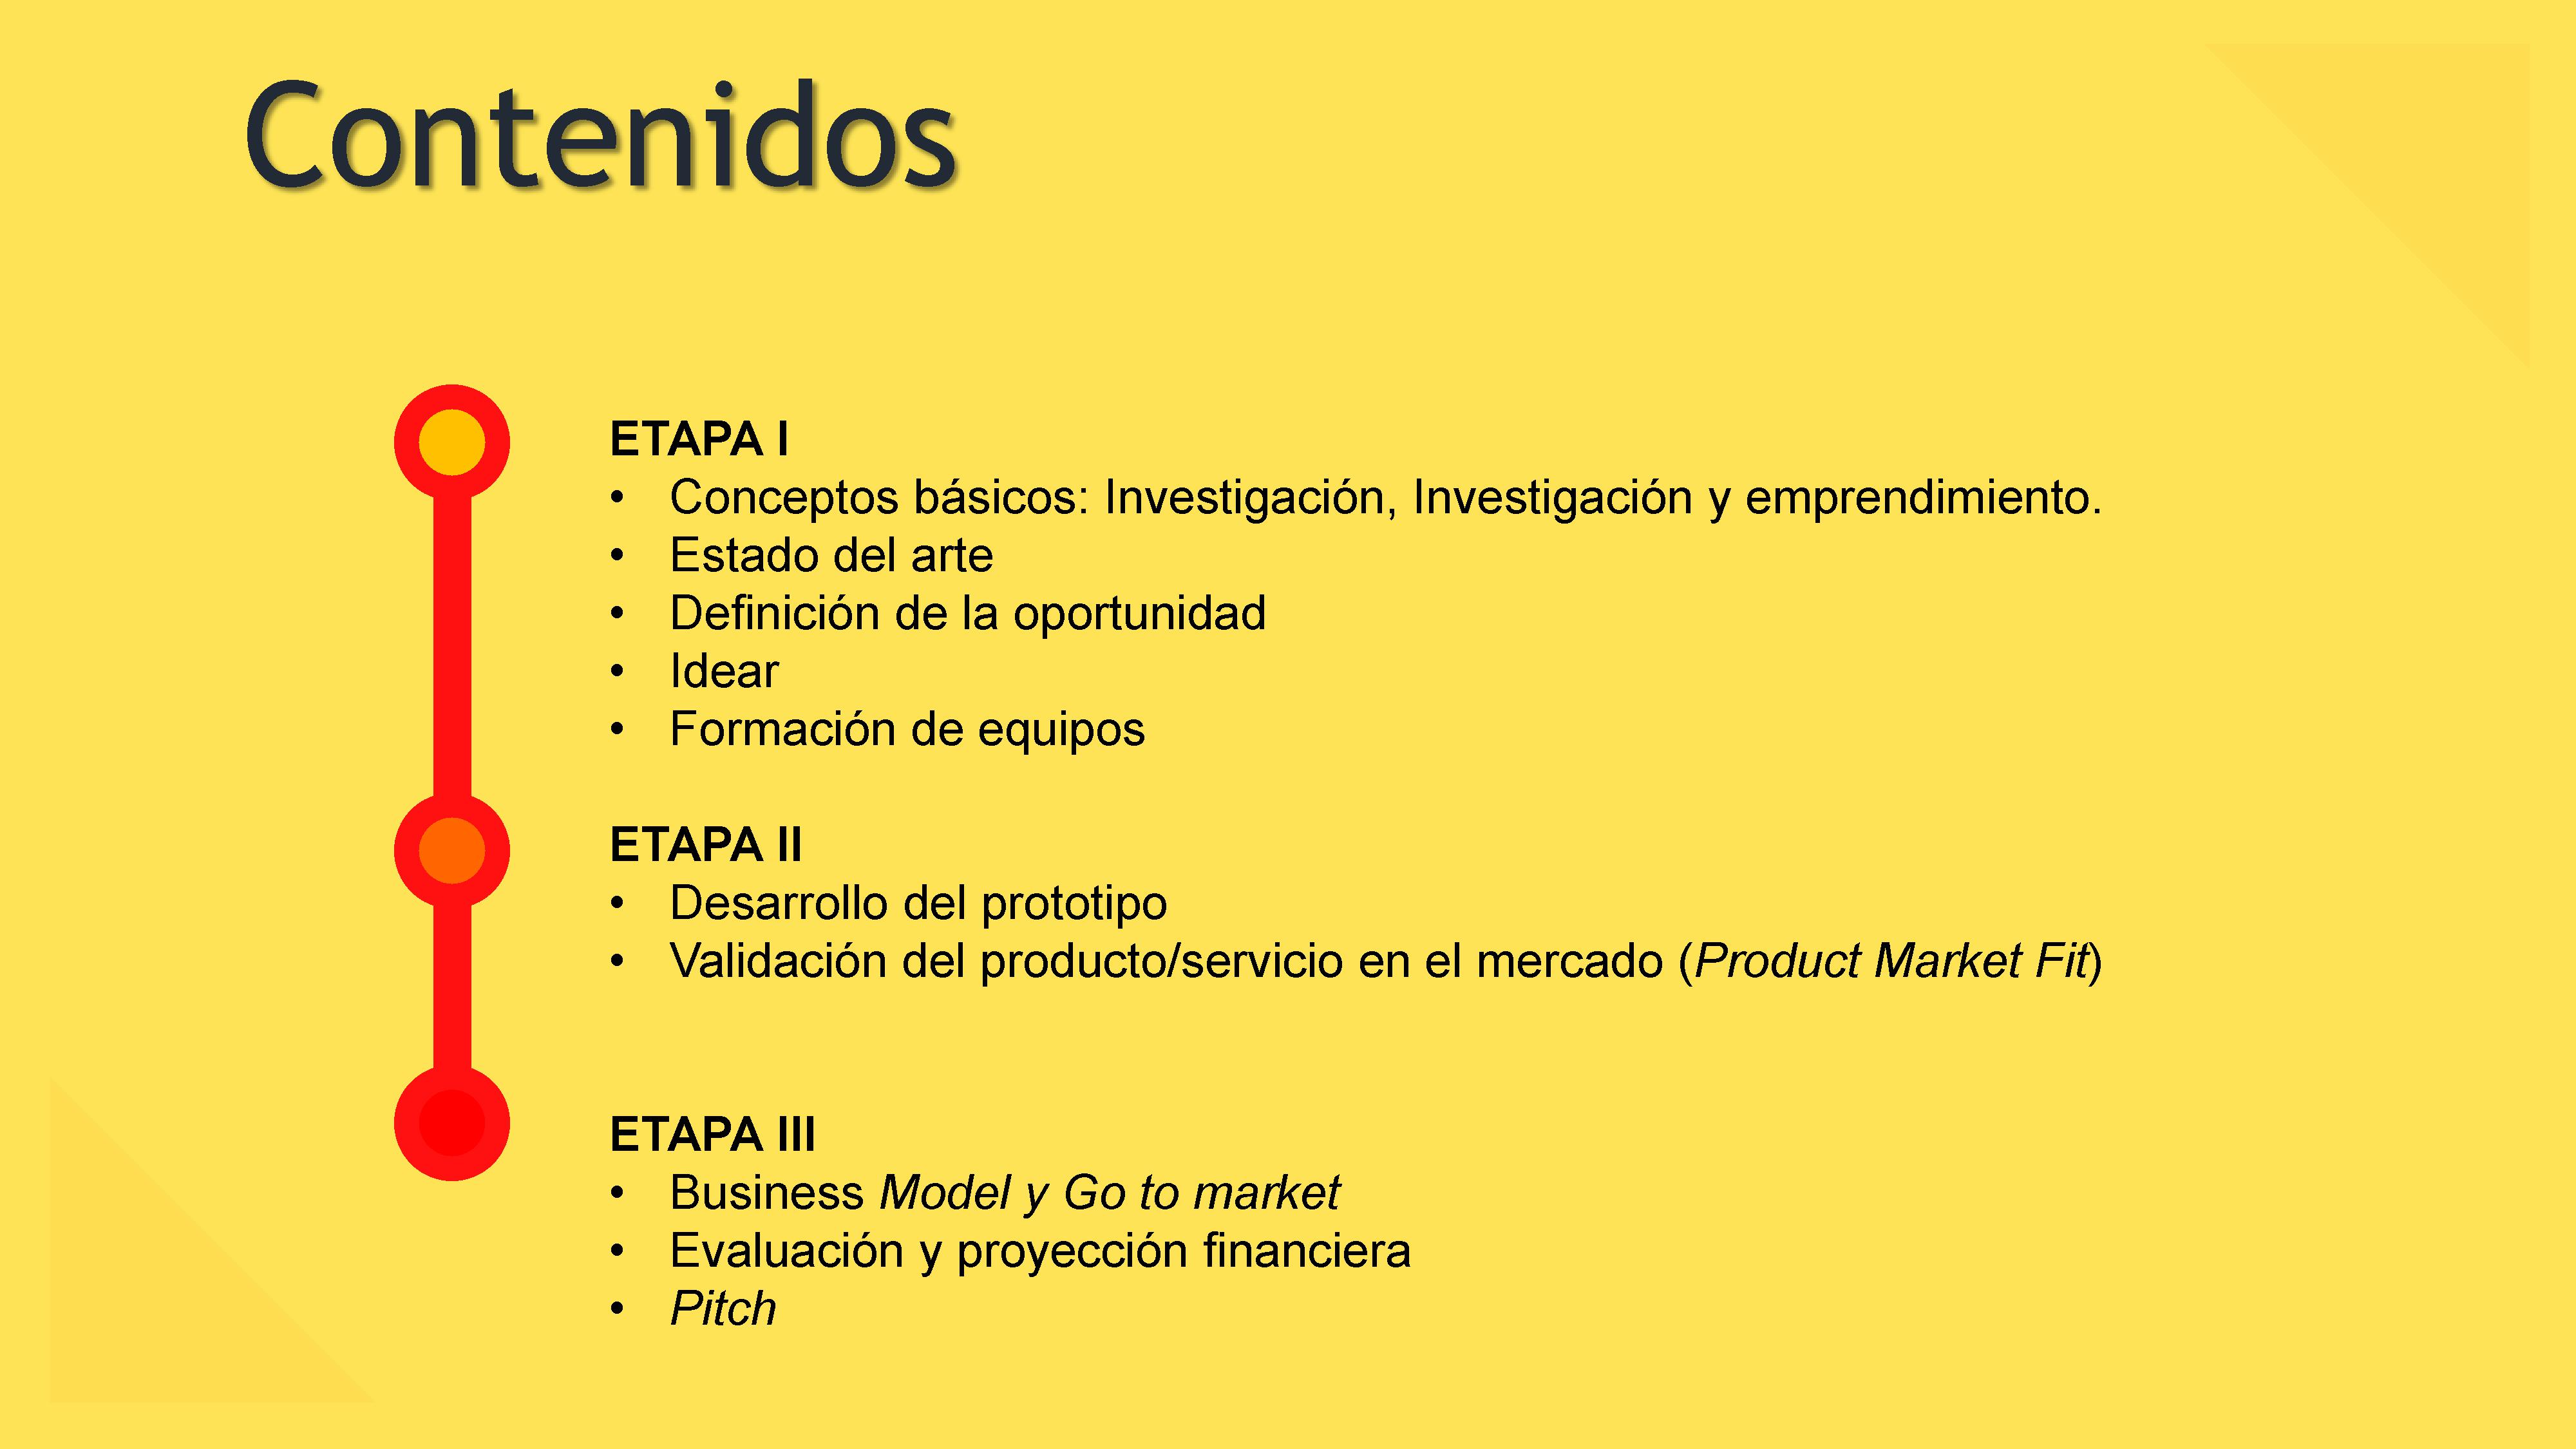 Contenidos
ETAPA I
• Conceptos básicos: Investigación, Investigación y emprendimiento.
• Estado del arte
• Definición de la oportunidad
• Idear
• Formación de equipos
ETAPA II
• Desarrollo del prototipo
• Validación del producto/servicio en el mercado (Product Market Fit)
ETAPA III
• Business Model y Go to market
• Evaluación y proyección financiera
• Pitch